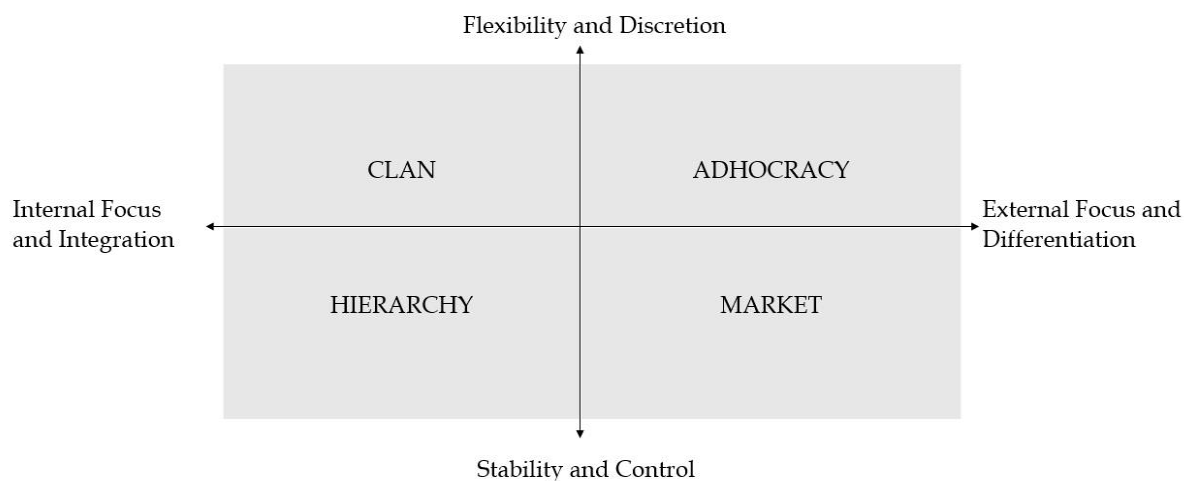 Flexibility and Discretion
CLAN
ADHOCRACY
Internal Focus
and Integration
External Focus and
Differentiation
HIERARCHY
MARKET
Stability and Control